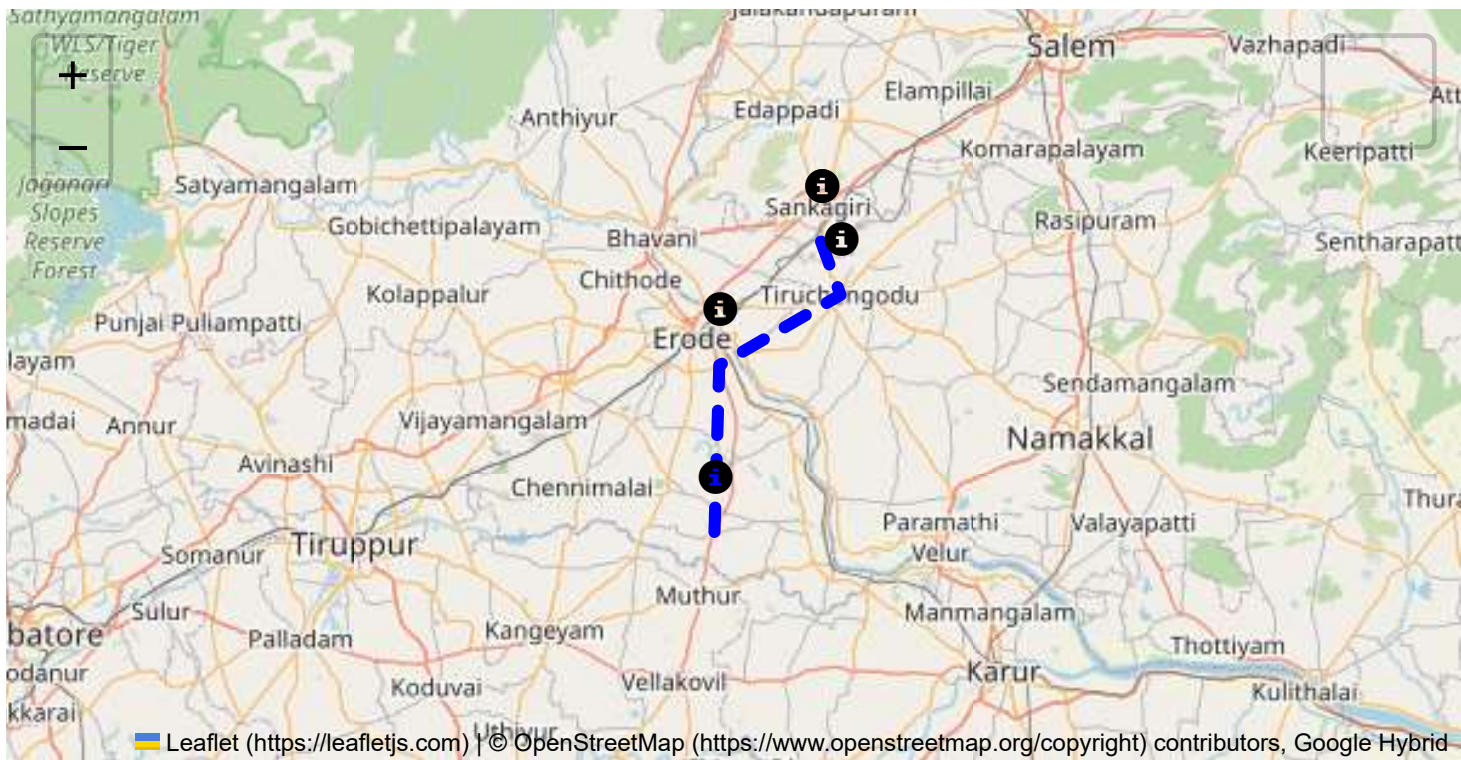 Sathyamangalam
WLS/Tiger
Reserve
+
−
Jalakandapuram
Salem
Vazhapadi
Att
Elampillai
Edappadi
Anthiyur
Komarapalayam
Keeripatti
i
Sankagiri
Satyamangalam
Slopes
Reserve
Forest
Gobichettipalayam
Bhavani
Rasipuram
i
Sentharapatt
Chithode
Kolappalur
Tiruchengodu
i
Punjai Puliampatti
Erode
layam
Sendamangalam
madai
Annur
Vijayamangalam
Namakkal
Avinashi
i
Chennimalai
Thura
Paramathi
Velur
Valayapatti
Somanur
Tiruppur
Muthur
Manmangalam
Sulur
batore
Palladam
Kangeyam
Thottiyam
odanur
Koduvai
Vellakovil
Karur
Kulithalai
kkarai
Uthiyur
Leaflet (https://leafletjs.com) | © OpenStreetMap (https://www.openstreetmap.org/copyright) contributors, Google Hybrid